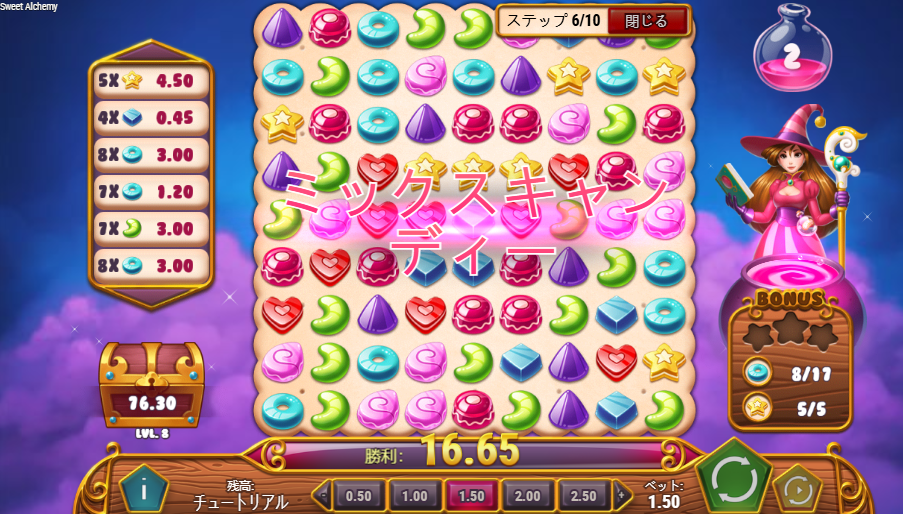 Sweet Alchemy
ステップ 6/10
閉じる
2
5X 4.50
4X 0.45
8X 3.00
7X 1.20
7X 3.00
8X 3.00
ミックスキャン
ディー
BONUS
8/17
5/5
76.30
LVL. 8
勝利: 16.65
i
残高:
チュートリアル
- 0.50 1.00 1.50 2.00 2.50 +
ベット:
1.50